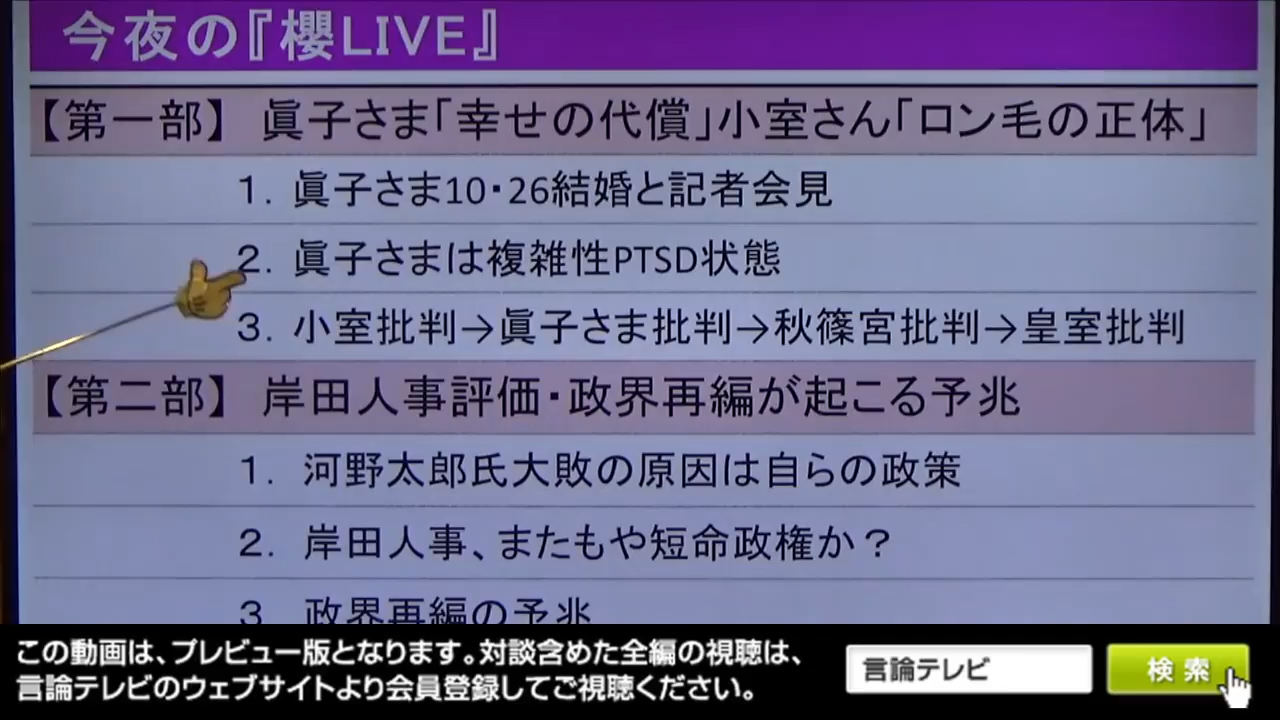 今夜の『櫻LIVE』
【第一部】 眞子さま「幸せの代償」小室さん「ロン毛の正体」
1. 眞子さま10・26結婚と記者会見
2. 眞子さまは複雑性PTSD状態
3. 小室批判→眞子さま批判→秋篠宮批判→皇室批判
【第二部】 岸田人事評価・政界再編が起こる予兆
1. 河野太郎氏大敗の原因は自らの政策
2. 岸田人事、またもや短命政権か？
3 政界再編の予兆
この動画は、プレビュー版となります。対談含めた全編の視聴は、
言論テレビのウェブサイトより会員登録してご視聴ください。
言論テレビ
検索